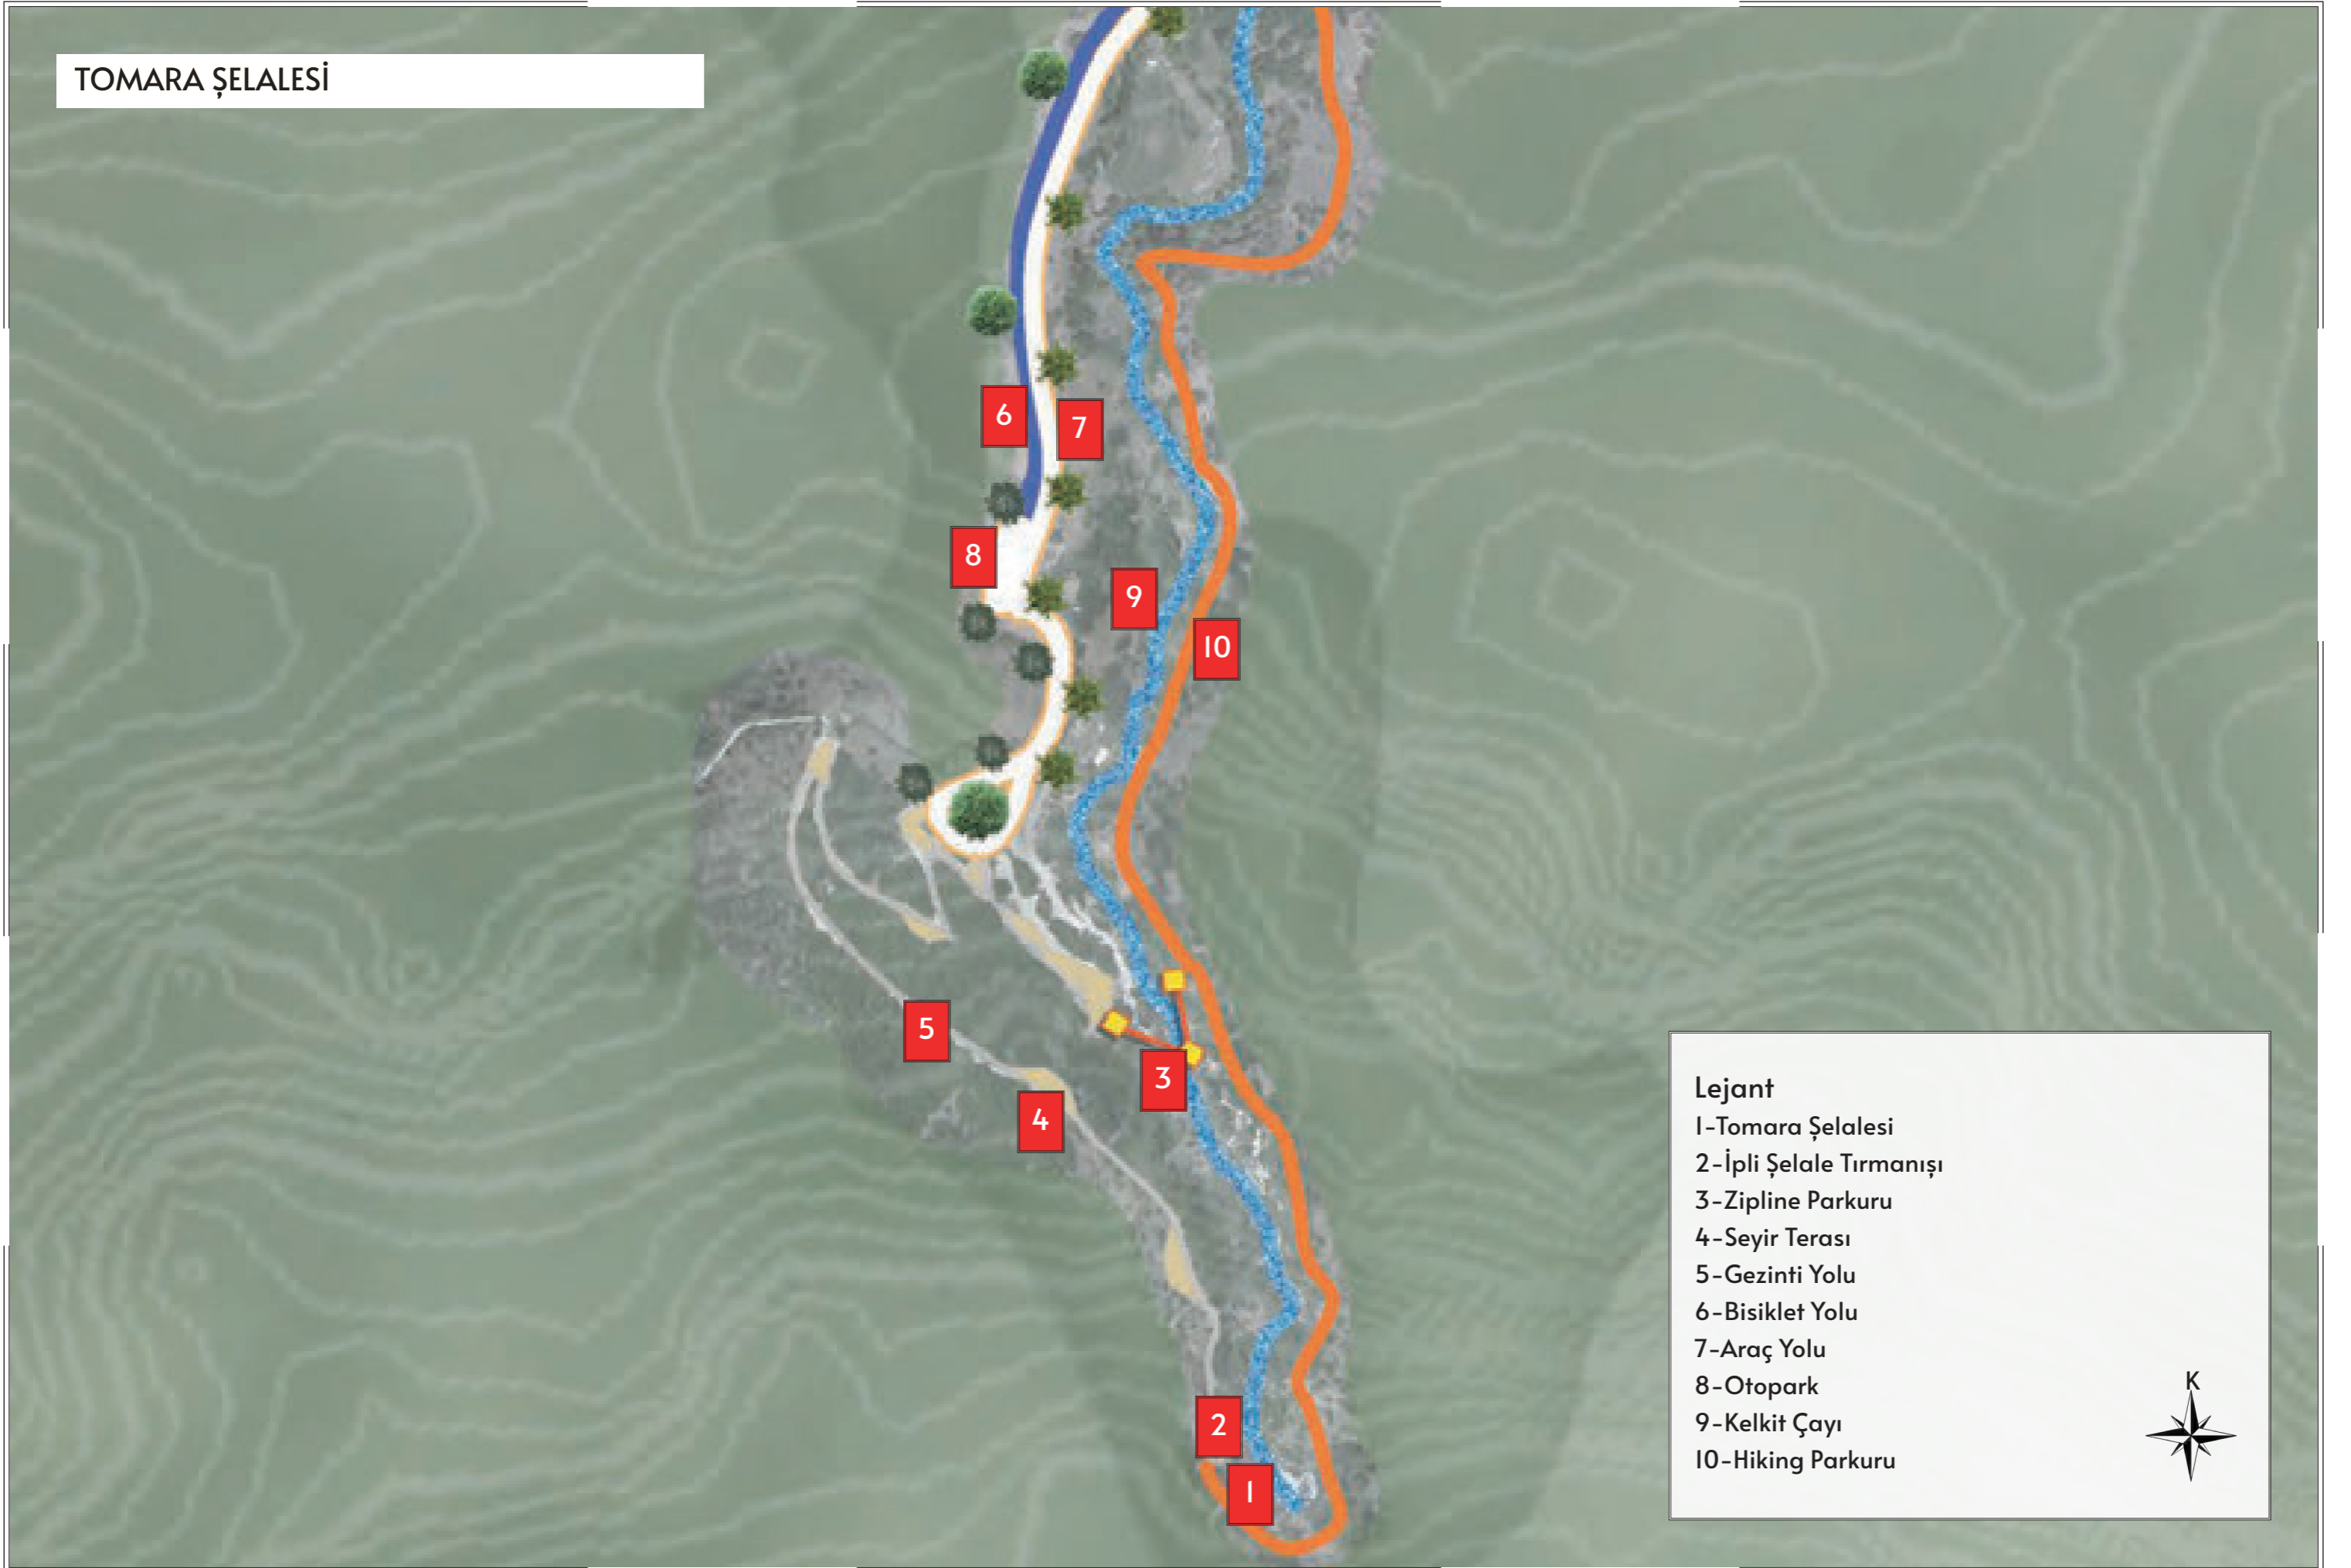 TOMARA ŞELALESİ
6
7
8
9
10
5
3
4
2
1
Lejant
1-Tomara Şelalesi
2-İpli Şelale Tırmanışı
3-Zipline Parkuru
4-Seyir Terası
5-Gezinti Yolu
6-Bisiklet Yolu
7-Araç Yolu
8-Otopark
9-Kelkit Çayı
10-Hiking Parkuru
K